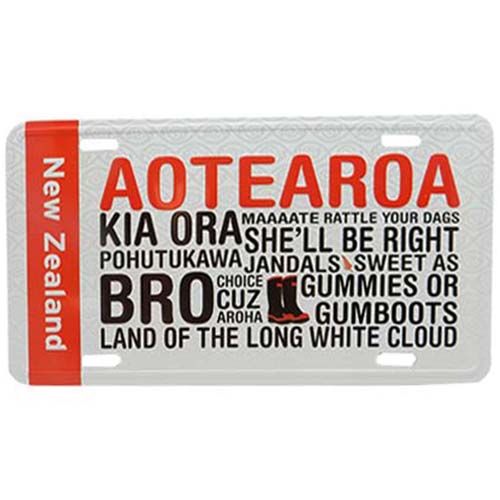 New Zealand
AOTEAROA
KIA ORA
MAAAATE RATTLE YOUR DAGS
SHE'LL BE RIGHT
POHUTUKAWA
JANDALS SWEET AS
BRO
CHOICE
CUZ
AROHA
GUMMIES OR
GUMBOOTS
LAND OF THE LONG WHITE CLOUD